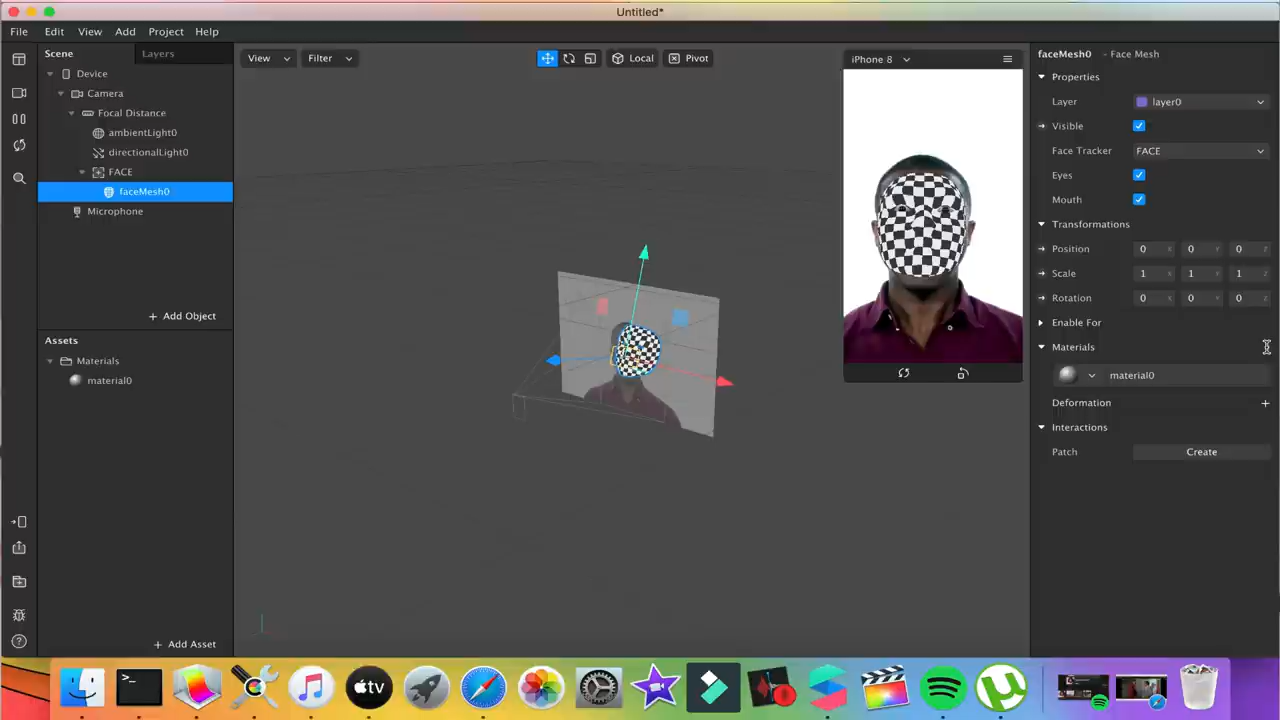 Untitled*
File Edit View Add Project Help
Scene Layers
Device
Camera
Focal Distance
ambientLight0
directionalLight0
FACE
faceMesh0
Microphone
+ Add Object
Assets
Materials
material0
+ Add Asset
View Filter Local Pivot
iPhone 8
faceMesh0 - Face Mesh
Properties
Layer layer0
Visible
Face Tracker FACE
Eyes
Mouth
Transformations
Position 0 X 0 Y 0 Z
Scale 1 X 1 Y 1 Z
Rotation 0 X 0 Y 0 Z
Enable For
Materials
material0
Deformation +
Interactions
Patch Create
>_ tv